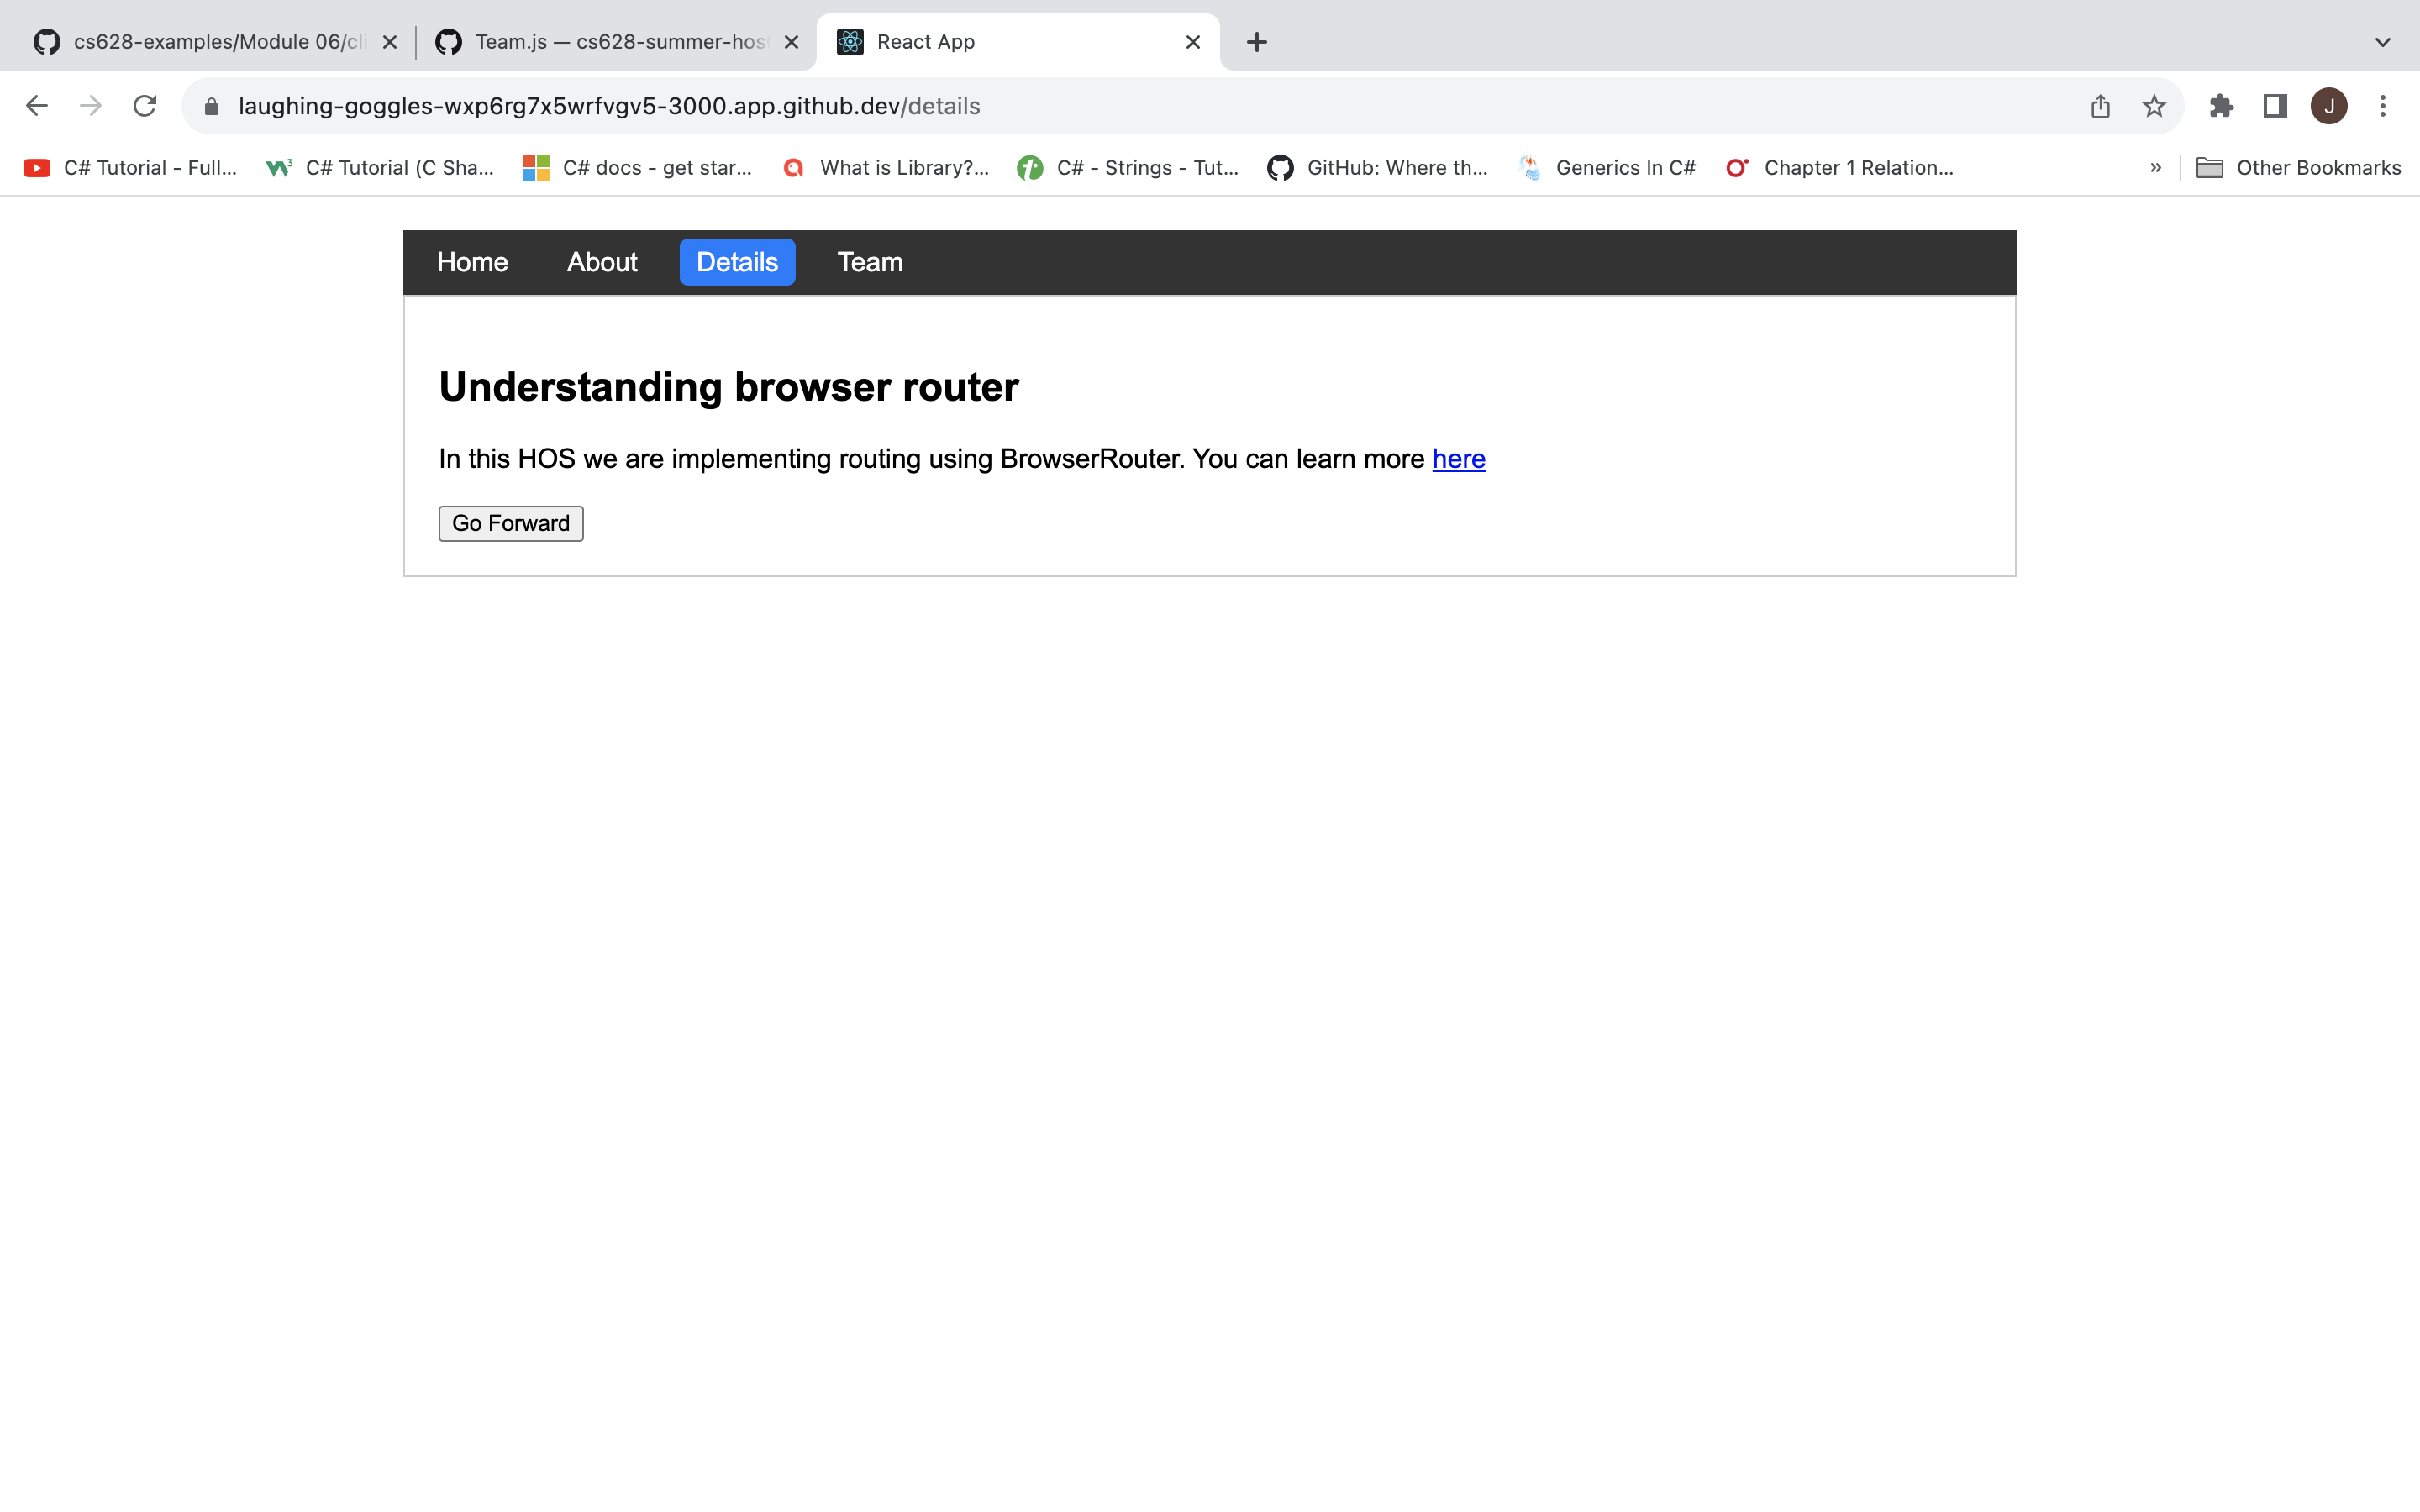 cs628-examples/Module 06/cli
Team.js — cs628-summer-hos
React App
laughing-goggles-wxp6rg7x5wrfvgv5-3000.app.github.dev/details
J
C# Tutorial - Full...
C# Tutorial (C Sha...
C# docs - get star...
What is Library?...
C# - Strings - Tut...
GitHub: Where th...
Generics In C#
Chapter 1 Relation...
»
Other Bookmarks
Home
About
Details
Team
Understanding browser router
In this HOS we are implementing routing using BrowserRouter. You can learn more here
Go Forward